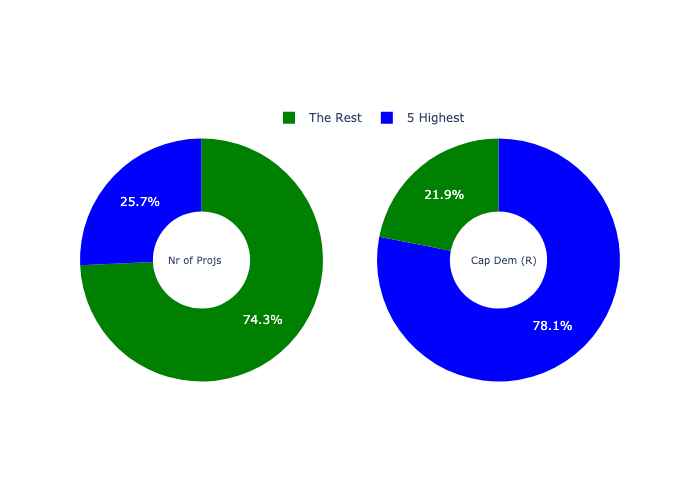 The Rest
5 Highest
25.7%
Nr of Projs
74.3%
21.9%
Cap Dem (R)
78.1%